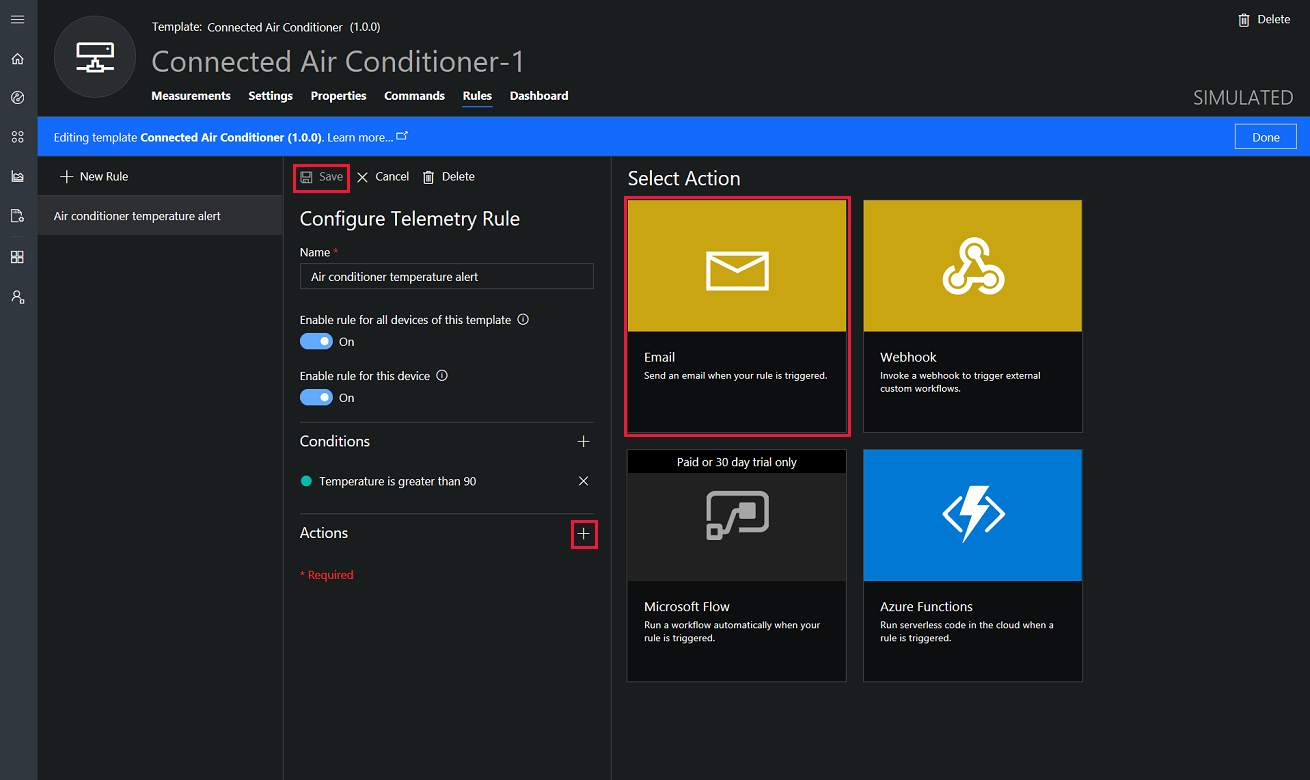 Template: Connected Air Conditioner (1.0.0)
Delete
Connected Air Conditioner-1
Measurements Settings Properties Commands Rules Dashboard
SIMULATED
Editing template Connected Air Conditioner (1.0.0). Learn more...
Done
New Rule
Air conditioner temperature alert
Save Cancel Delete
Configure Telemetry Rule
Name *
Air conditioner temperature alert
Enable rule for all devices of this template
On
Enable rule for this device
On
Conditions
Temperature is greater than 90
Actions
* Required
Select Action
Email
Send an email when your rule is triggered.
Webhook
Invoke a webhook to trigger external
custom workflows.
Paid or 30 day trial only
Microsoft Flow
Run a workflow automatically when your
rule is triggered.
Azure Functions
Run serverless code in the cloud when a
rule is triggered.